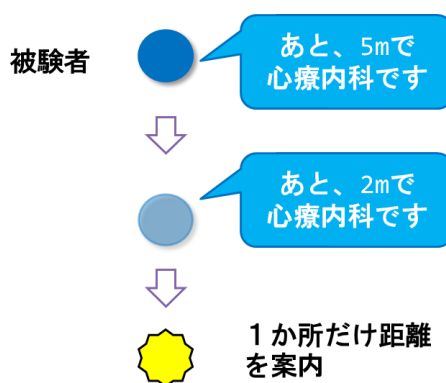 被験者
あと、5mで
心療内科です
あと、2mで
心療内科です
１か所だけ距離
を案内